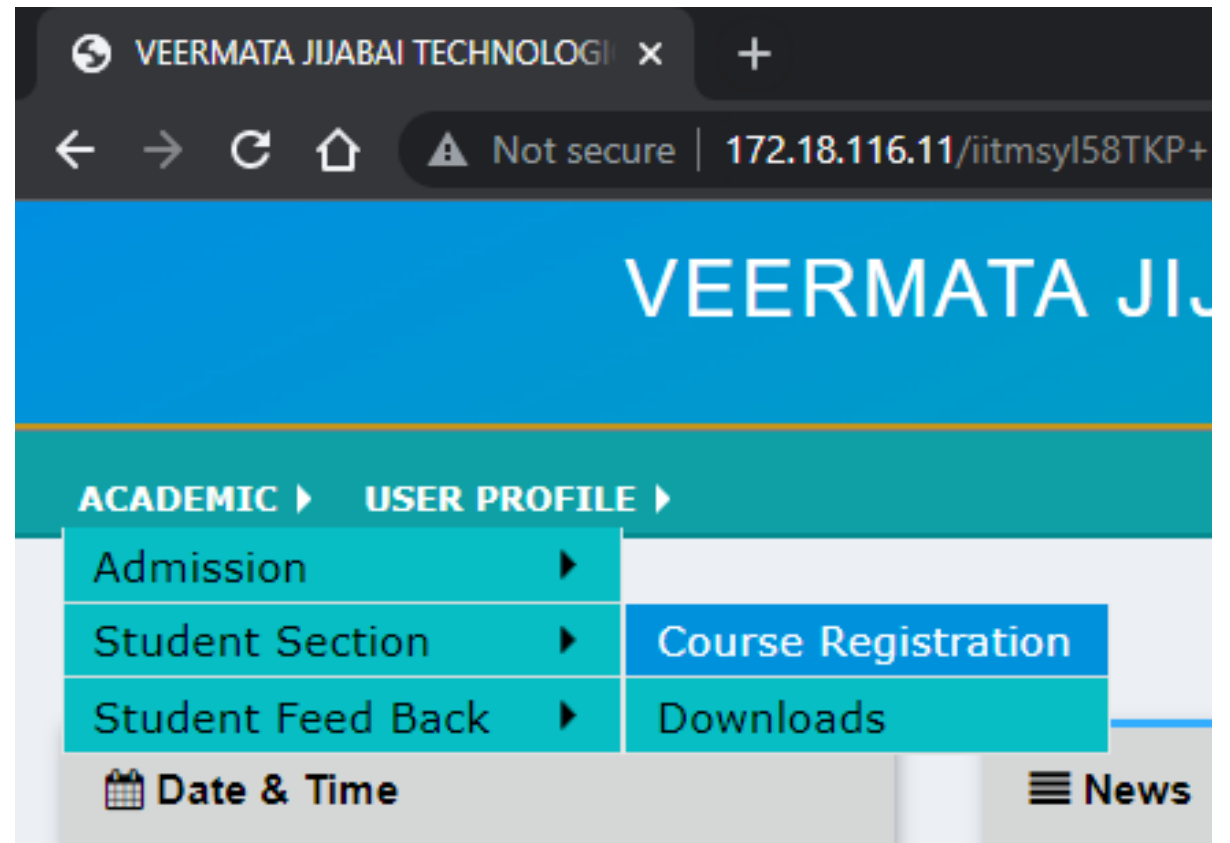 VEERMATA JIJABAI TECHNOLOGI
Not secure | 172.18.116.11/iitmsyI58TKP+
VEERMATA JIJ
ACADEMIC USER PROFILE
Admission
Student Section Course Registration
Student Feed Back Downloads
Date & Time News